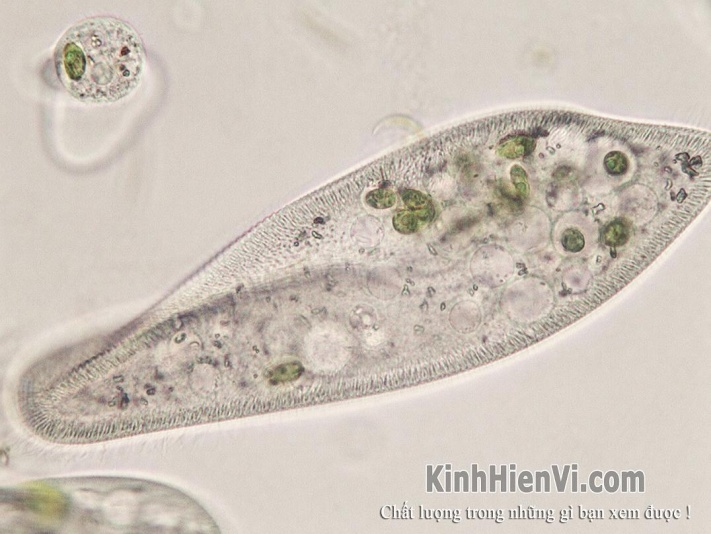 KinhHienVi.com
Chất lượng trong những gì bạn xem được !